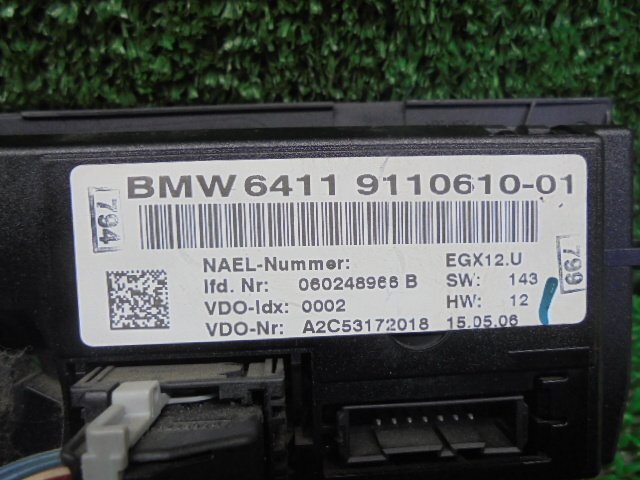 BMW 6411 9110610-01
794
NAEL-Nummer: EGX12.U
lfd. Nr: 060248966 B SW: 143
VDO-Idx: 0002 HW: 12
VDO-Nr: A2C53172018 15.05.06
799